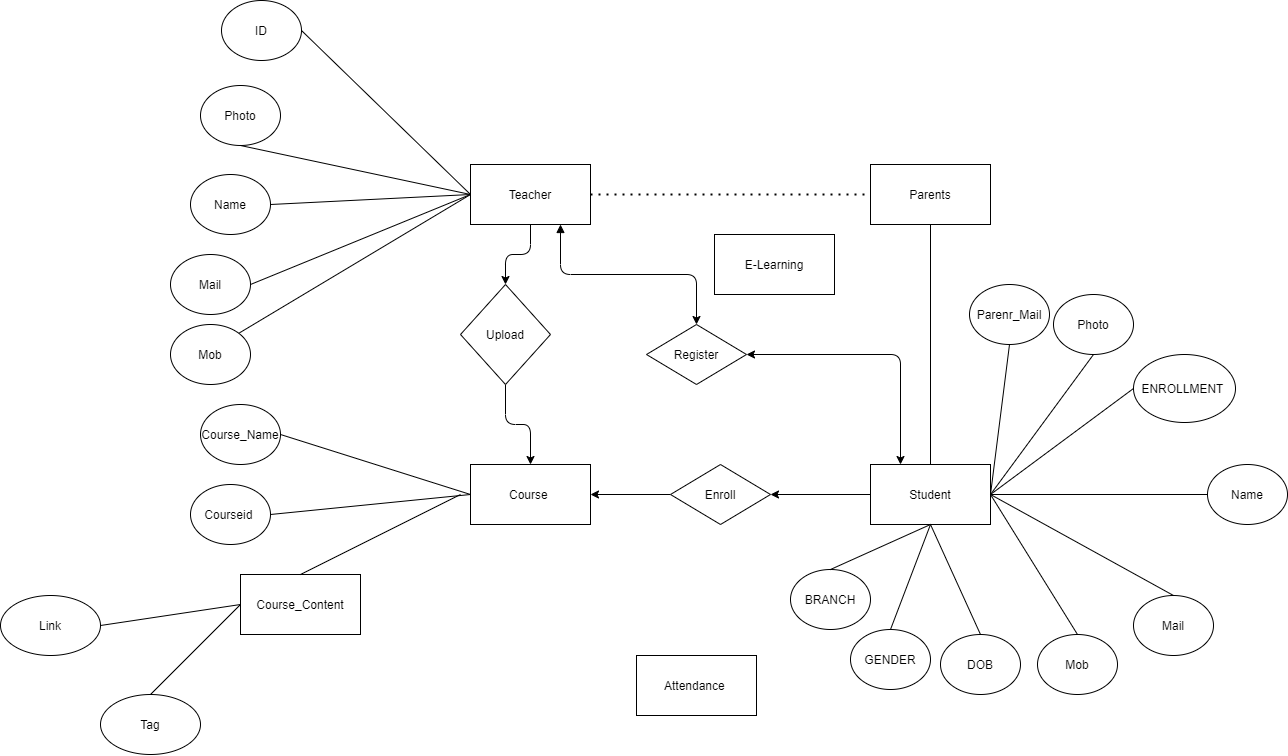 ID
Photo
Name
Mail
Mob
Teacher
Parents
E-Learning
Upload
Register
Parenr_Mail
Photo
ENROLLMENT
Course_Name
Courseid
Course
Enroll
Student
Name
Course_Content
Link
Tag
BRANCH
GENDER
DOB
Mob
Mail
Attendance